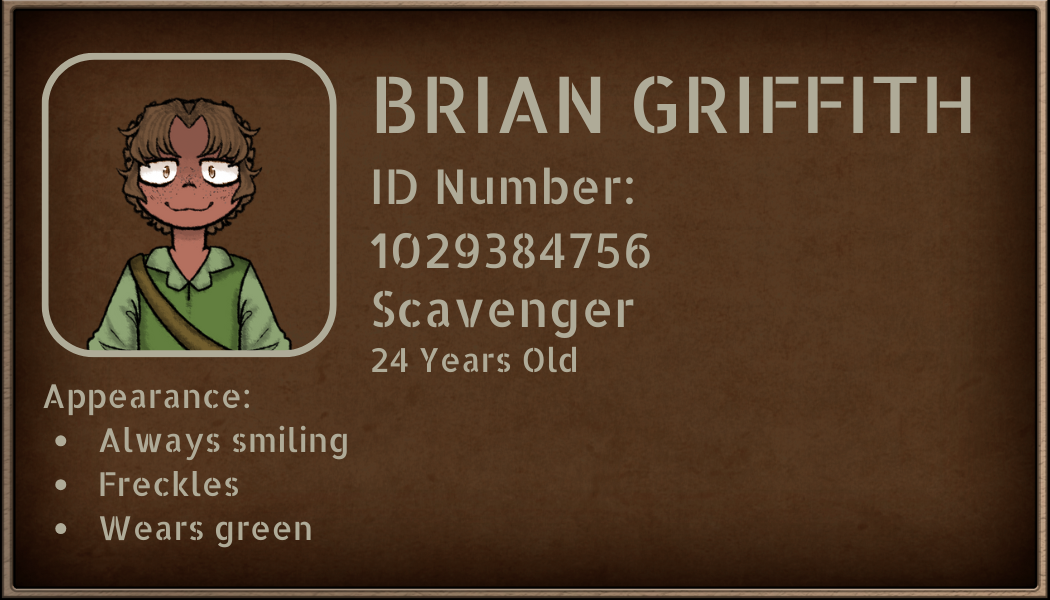 BRIAN GRIFFITH
ID Number:
1029384756
Scavenger
24 Years Old
Appearance:
• Always smiling
• Freckles
• Wears green